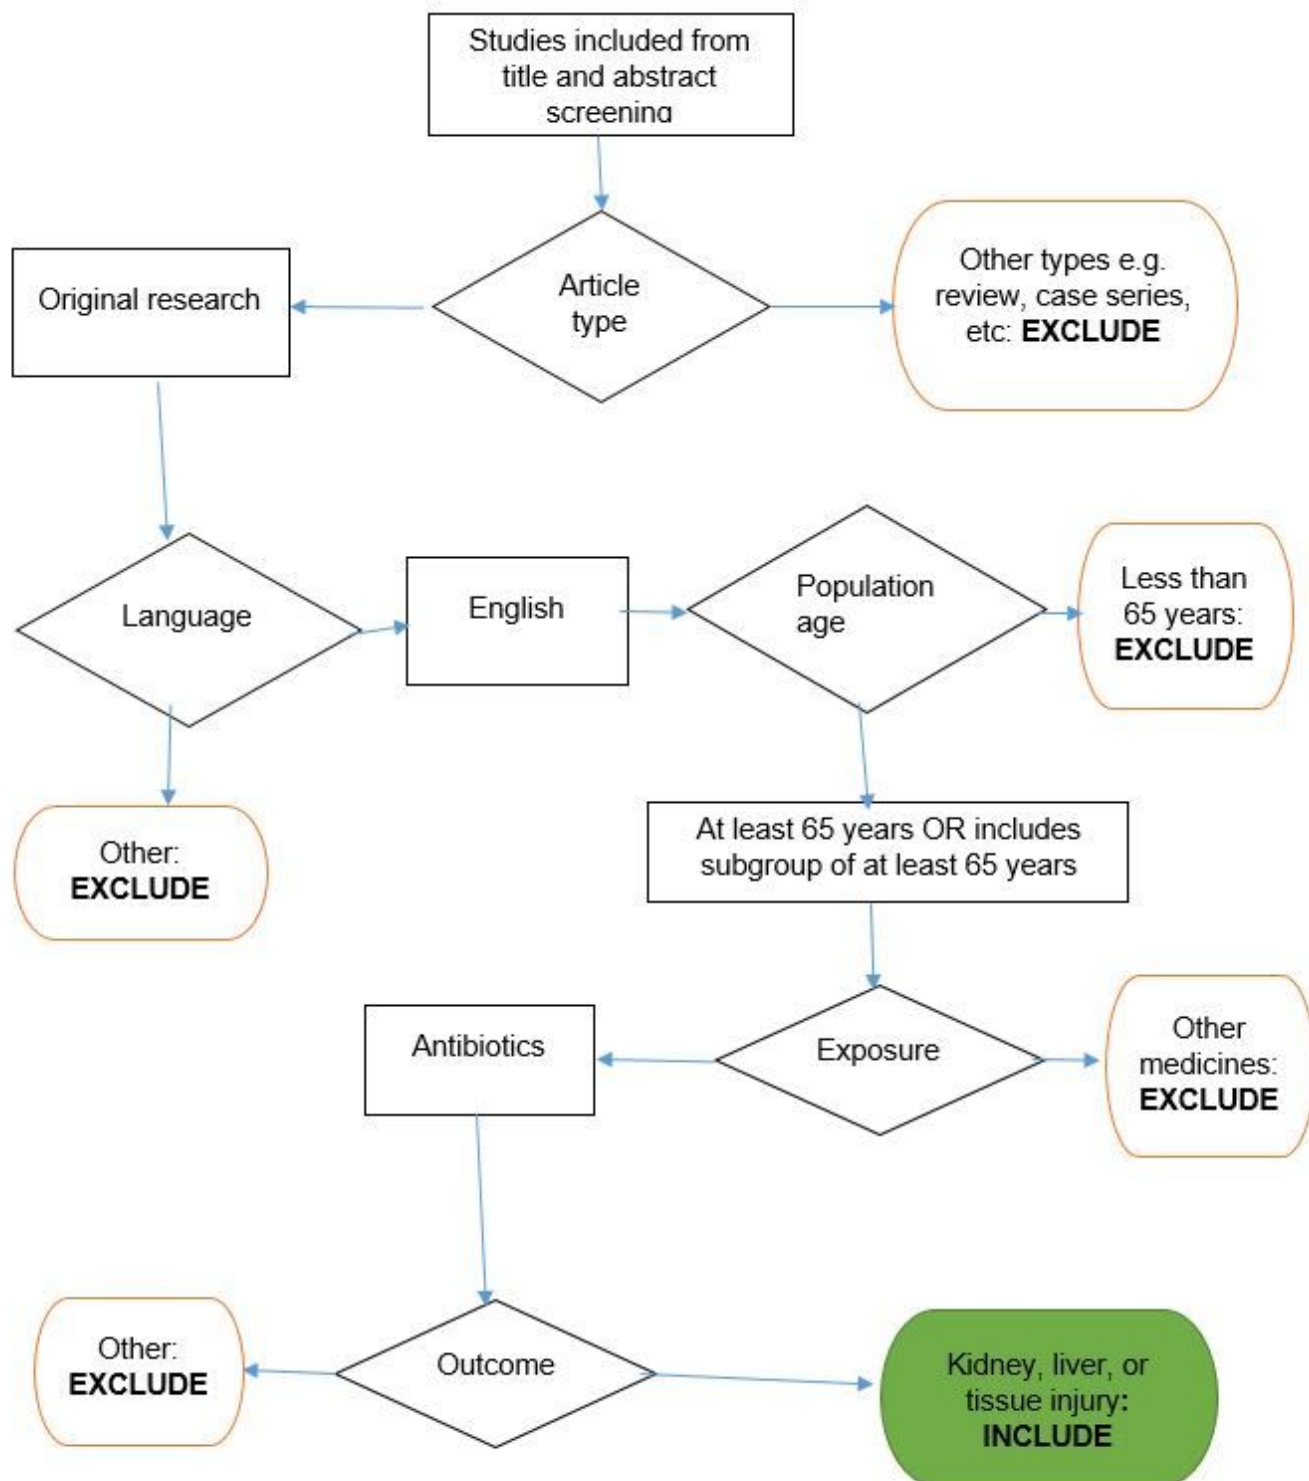 Studies included from
title and abstract
screening
Article
type
Other types e.g.
review, case series,
etc: EXCLUDE
Original research
Language
English
Population
age
Less than
65 years:
EXCLUDE
Other:
EXCLUDE
At least 65 years OR includes
subgroup of at least 65 years
Exposure
Other
medicines:
EXCLUDE
Antibiotics
Outcome
Other:
EXCLUDE
Kidney, liver, or
tissue injury:
INCLUDE